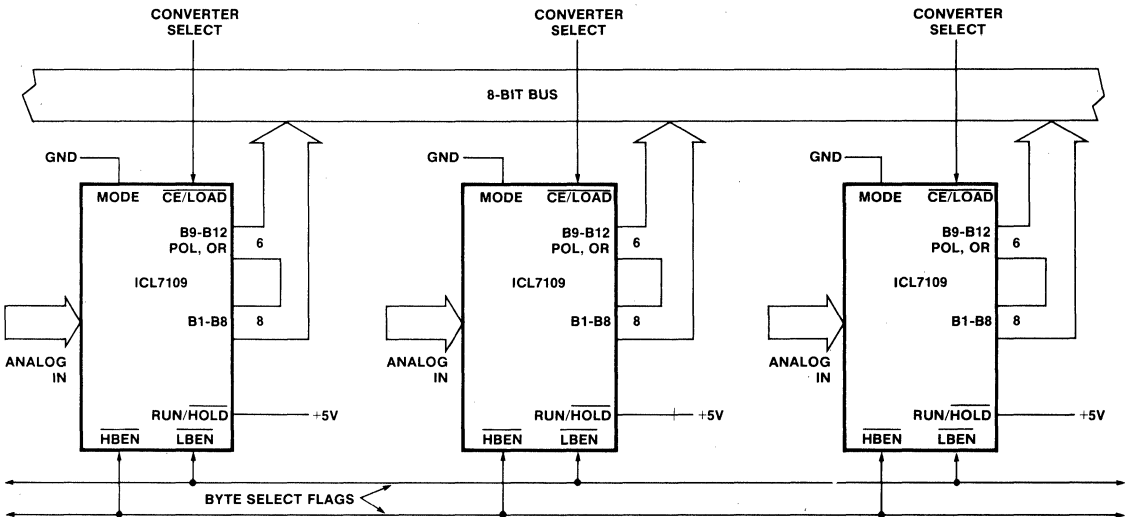 CONVERTER
SELECT
CONVERTER
SELECT
CONVERTER
SELECT
8-BIT BUS
GND
MODE
CE/LOAD
B9-B12
POL, OR
6
ICL7109
B1-B8
8
ANALOG
IN
RUN/HOLD
+5V
HBEN
LBEN
GND
MODE
CE/LOAD
B9-B12
POL, OR
6
ICL7109
B1-B8
8
ANALOG
IN
RUN/HOLD
+5V
HBEN
LBEN
GND
MODE
CE/LOAD
B9-B12
POL, OR
6
ICL7109
B1-B8
8
ANALOG
IN
RUN/HOLD
+5V
HBEN
LBEN
BYTE SELECT FLAGS